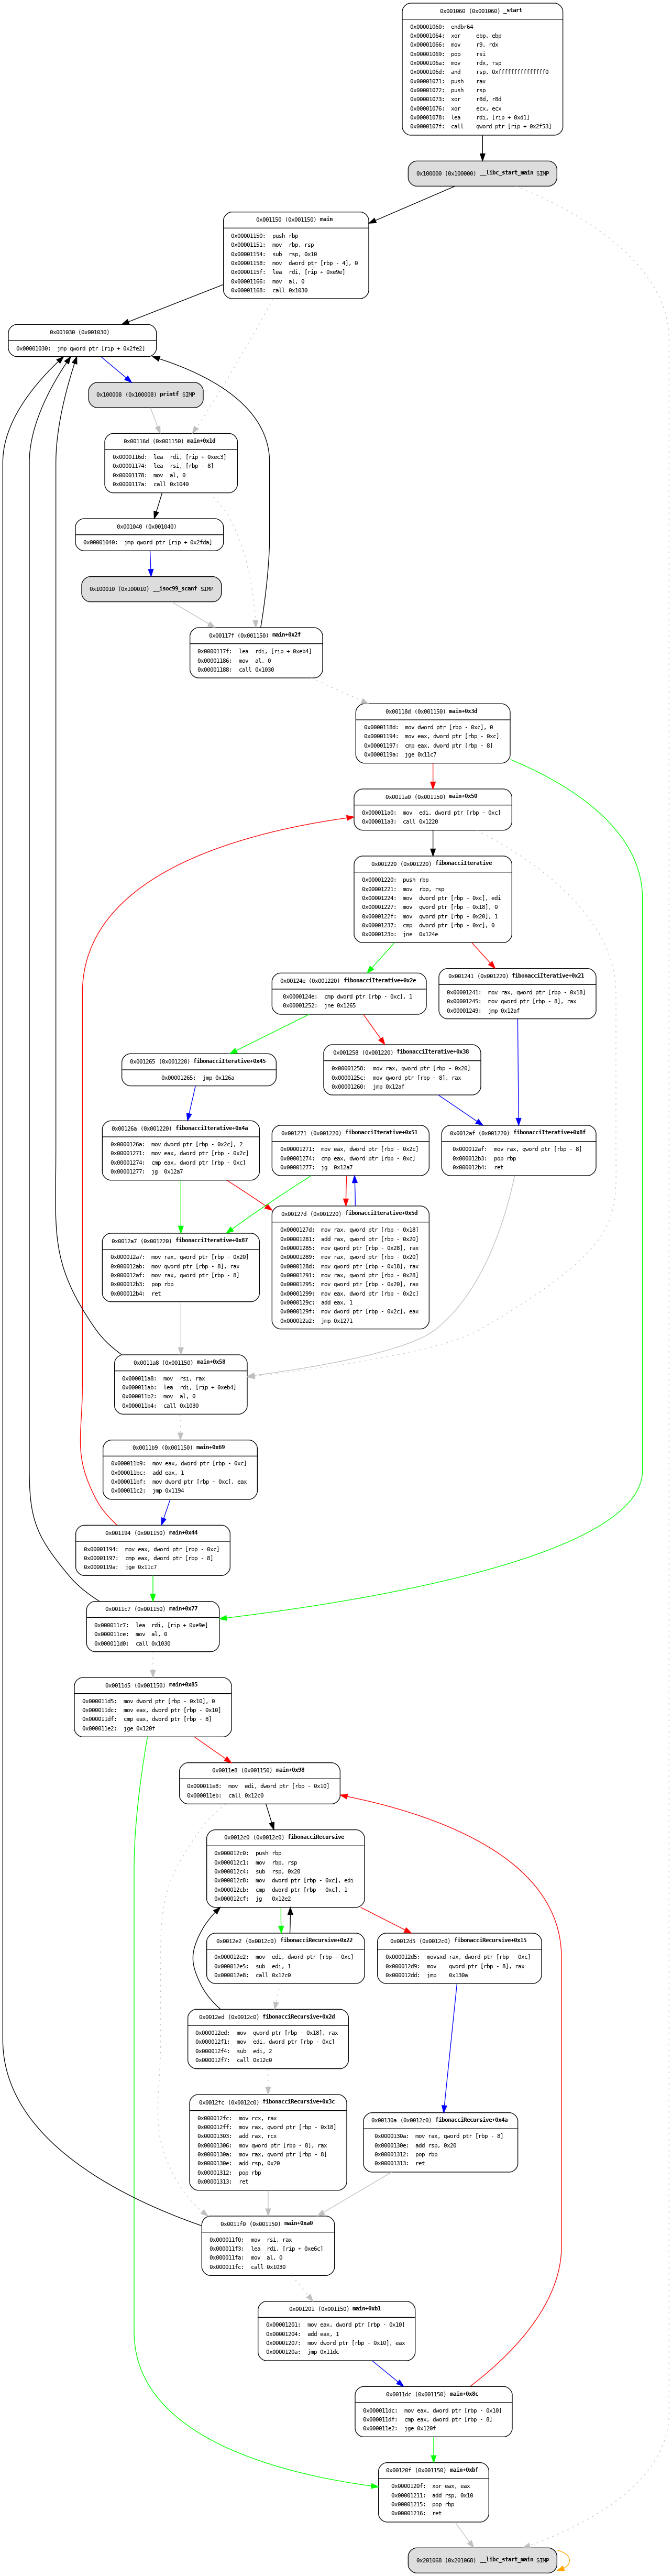 0x001060 (0x001060) _start
0x00001060: endbr64
0x00001064: xor ebp, ebp
0x00001066: mov r9, rdx
0x00001069: pop rsi
0x0000106a: mov rdx, rsp
0x0000106d: and rsp, 0xfffffffffffffff0
0x00001071: push rax
0x00001072: push rsp
0x00001073: xor r8d, r8d
0x00001076: xor ecx, ecx
0x00001078: lea rdi, [rip + 0xd1]
0x0000107f: call qword ptr [rip + 0x2f53]
0x100000 (0x100000) __libc_start_main SIMP
0x001150 (0x001150) main
0x00001150: push rbp
0x00001151: mov rbp, rsp
0x00001154: sub rsp, 0x10
0x00001158: mov dword ptr [rbp - 4], 0
0x0000115f: lea rdi, [rip + 0xe9e]
0x00001166: mov al, 0
0x00001168: call 0x1030
0x001030 (0x001030)
0x00001030: jmp qword ptr [rip + 0x2fe2]
0x100008 (0x100008) printf SIMP
0x00116d (0x001150) main+0x1d
0x0000116d: lea rdi, [rip + 0xec3]
0x00001174: lea rsi, [rbp - 8]
0x00001178: mov al, 0
0x0000117a: call 0x1040
0x001040 (0x001040)
0x00001040: jmp qword ptr [rip + 0x2fda]
0x100010 (0x100010) __isoc99_scanf SIMP
0x00117f (0x001150) main+0x2f
0x0000117f: lea rdi, [rip + 0xeb4]
0x00001186: mov al, 0
0x00001188: call 0x1030
0x00118d (0x001150) main+0x3d
0x0000118d: mov dword ptr [rbp - 0xc], 0
0x00001194: mov eax, dword ptr [rbp - 0xc]
0x00001197: cmp eax, dword ptr [rbp - 8]
0x0000119a: jge 0x11c7
0x0011a0 (0x001150) main+0x50
0x000011a0: mov edi, dword ptr [rbp - 0xc]
0x000011a3: call 0x1220
0x001220 (0x001220) fibonacciIterative
0x00001220: push rbp
0x00001221: mov rbp, rsp
0x00001224: mov dword ptr [rbp - 0xc], edi
0x00001227: mov qword ptr [rbp - 0x18], 0
0x0000122f: mov qword ptr [rbp - 0x20], 1
0x00001237: cmp dword ptr [rbp - 0xc], 0
0x0000123b: jne 0x124e
0x00124e (0x001220) fibonacciIterative+0x2e
0x0000124e: cmp dword ptr [rbp - 0xc], 1
0x00001252: jne 0x1265
0x001241 (0x001220) fibonacciIterative+0x21
0x00001241: mov rax, qword ptr [rbp - 0x18]
0x00001245: mov qword ptr [rbp - 8], rax
0x00001249: jmp 0x12af
0x001265 (0x001220) fibonacciIterative+0x45
0x00001265: jmp 0x126a
0x001258 (0x001220) fibonacciIterative+0x38
0x00001258: mov rax, qword ptr [rbp - 0x20]
0x0000125c: mov qword ptr [rbp - 8], rax
0x00001260: jmp 0x12af
0x00126a (0x001220) fibonacciIterative+0x4a
0x0000126a: mov dword ptr [rbp - 0x2c], 2
0x00001271: mov eax, dword ptr [rbp - 0x2c]
0x00001274: cmp eax, dword ptr [rbp - 0xc]
0x00001277: jg 0x12a7
0x001271 (0x001220) fibonacciIterative+0x51
0x00001271: mov eax, dword ptr [rbp - 0x2c]
0x00001274: cmp eax, dword ptr [rbp - 0xc]
0x00001277: jg 0x12a7
0x0012af (0x001220) fibonacciIterative+0x8f
0x000012af: mov rax, qword ptr [rbp - 8]
0x000012b3: pop rbp
0x000012b4: ret
0x0012a7 (0x001220) fibonacciIterative+0x87
0x000012a7: mov rax, qword ptr [rbp - 0x20]
0x000012ab: mov qword ptr [rbp - 8], rax
0x000012af: mov rax, qword ptr [rbp - 8]
0x000012b3: pop rbp
0x000012b4: ret
0x00127d (0x001220) fibonacciIterative+0x5d
0x0000127d: mov rax, qword ptr [rbp - 0x18]
0x00001281: add rax, qword ptr [rbp - 0x20]
0x00001285: mov qword ptr [rbp - 0x28], rax
0x00001289: mov rax, qword ptr [rbp - 0x20]
0x0000128d: mov qword ptr [rbp - 0x18], rax
0x00001291: mov rax, qword ptr [rbp - 0x28]
0x00001295: mov qword ptr [rbp - 0x20], rax
0x00001299: mov eax, dword ptr [rbp - 0x2c]
0x0000129c: add eax, 1
0x0000129f: mov dword ptr [rbp - 0x2c], eax
0x000012a2: jmp 0x1271
0x0011a8 (0x001150) main+0x58
0x000011a8: mov rsi, rax
0x000011ab: lea rdi, [rip + 0xeb4]
0x000011b2: mov al, 0
0x000011b4: call 0x1030
0x0011b9 (0x001150) main+0x69
0x000011b9: mov eax, dword ptr [rbp - 0xc]
0x000011bc: add eax, 1
0x000011bf: mov dword ptr [rbp - 0xc], eax
0x000011c2: jmp 0x1194
0x001194 (0x001150) main+0x44
0x00001194: mov eax, dword ptr [rbp - 0xc]
0x00001197: cmp eax, dword ptr [rbp - 8]
0x0000119a: jge 0x11c7
0x0011c7 (0x001150) main+0x77
0x000011c7: lea rdi, [rip + 0xe9e]
0x000011ce: mov al, 0
0x000011d0: call 0x1030
0x0011d5 (0x001150) main+0x85
0x000011d5: mov dword ptr [rbp - 0x10], 0
0x000011dc: mov eax, dword ptr [rbp - 0x10]
0x000011df: cmp eax, dword ptr [rbp - 8]
0x000011e2: jge 0x120f
0x0011e8 (0x001150) main+0x98
0x000011e8: mov edi, dword ptr [rbp - 0x10]
0x000011eb: call 0x12c0
0x0012c0 (0x0012c0) fibonacciRecursive
0x000012c0: push rbp
0x000012c1: mov rbp, rsp
0x000012c4: sub rsp, 0x20
0x000012c8: mov dword ptr [rbp - 0xc], edi
0x000012cb: cmp dword ptr [rbp - 0xc], 1
0x000012cf: jg 0x12e2
0x0012e2 (0x0012c0) fibonacciRecursive+0x22
0x000012e2: mov edi, dword ptr [rbp - 0xc]
0x000012e5: sub edi, 1
0x000012e8: call 0x12c0
0x0012d5 (0x0012c0) fibonacciRecursive+0x15
0x000012d5: movsxd rax, dword ptr [rbp - 0xc]
0x000012d9: mov qword ptr [rbp - 8], rax
0x000012dd: jmp 0x130a
0x0012ed (0x0012c0) fibonacciRecursive+0x2d
0x000012ed: mov qword ptr [rbp - 0x18], rax
0x000012f1: mov edi, dword ptr [rbp - 0xc]
0x000012f4: sub edi, 2
0x000012f7: call 0x12c0
0x0012fc (0x0012c0) fibonacciRecursive+0x3c
0x000012fc: mov rcx, rax
0x000012ff: mov rax, qword ptr [rbp - 0x18]
0x00001303: add rax, rcx
0x00001306: mov qword ptr [rbp - 8], rax
0x0000130a: mov rax, qword ptr [rbp - 8]
0x0000130e: add rsp, 0x20
0x00001312: pop rbp
0x00001313: ret
0x00130a (0x0012c0) fibonacciRecursive+0x4a
0x0000130a: mov rax, qword ptr [rbp - 8]
0x0000130e: add rsp, 0x20
0x00001312: pop rbp
0x00001313: ret
0x0011f0 (0x001150) main+0xa0
0x000011f0: mov rsi, rax
0x000011f3: lea rdi, [rip + 0xe6c]
0x000011fa: mov al, 0
0x000011fc: call 0x1030
0x001201 (0x001150) main+0xb1
0x00001201: mov eax, dword ptr [rbp - 0x10]
0x00001204: add eax, 1
0x00001207: mov dword ptr [rbp - 0x10], eax
0x0000120a: jmp 0x11dc
0x0011dc (0x001150) main+0x8c
0x000011dc: mov eax, dword ptr [rbp - 0x10]
0x000011df: cmp eax, dword ptr [rbp - 8]
0x000011e2: jge 0x120f
0x00120f (0x001150) main+0xbf
0x0000120f: xor eax, eax
0x00001211: add rsp, 0x10
0x00001215: pop rbp
0x00001216: ret
0x201068 (0x201068) __libc_start_main SIMP